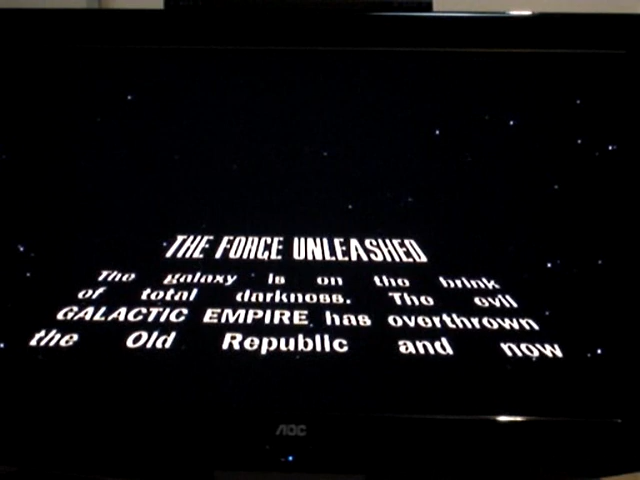 THE FORCE UNLEASHED
The galaxy is on the brink
of total darkness. The evil
GALACTIC EMPIRE has overthrown
the Old Republic and now
AOC